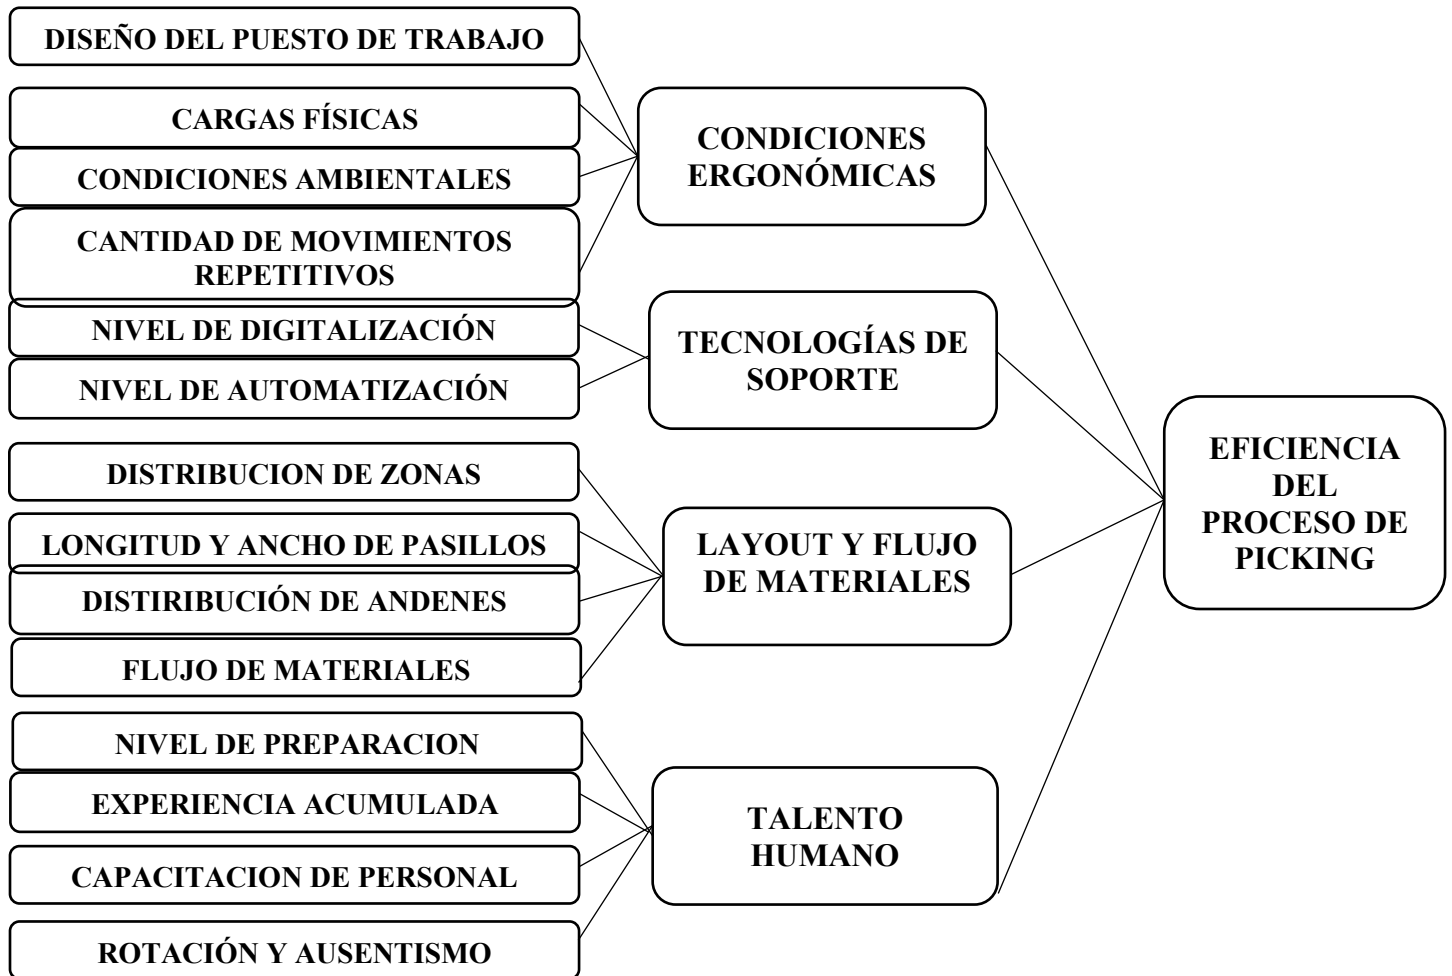 DISEÑO DEL PUESTO DE TRABAJO
CARGAS FÍSICAS
CONDICIONES AMBIENTALES
CANTIDAD DE MOVIMIENTOS
REPETITIVOS
NIVEL DE DIGITALIZACIÓN
NIVEL DE AUTOMATIZACIÓN
DISTRIBUCION DE ZONAS
LONGITUD Y ANCHO DE PASILLOS
DISTIRIBUCIÓN DE ANDENES
FLUJO DE MATERIALES
NIVEL DE PREPARACION
EXPERIENCIA ACUMULADA
CAPACITACION DE PERSONAL
ROTACIÓN Y AUSENTISMO
CONDICIONES
ERGONÓMICAS
TECNOLOGÍAS DE
SOPORTE
LAYOUT Y FLUJO
DE MATERIALES
TALENTO
HUMANO
EFICIENCIA
DEL
PROCESO DE
PICKING